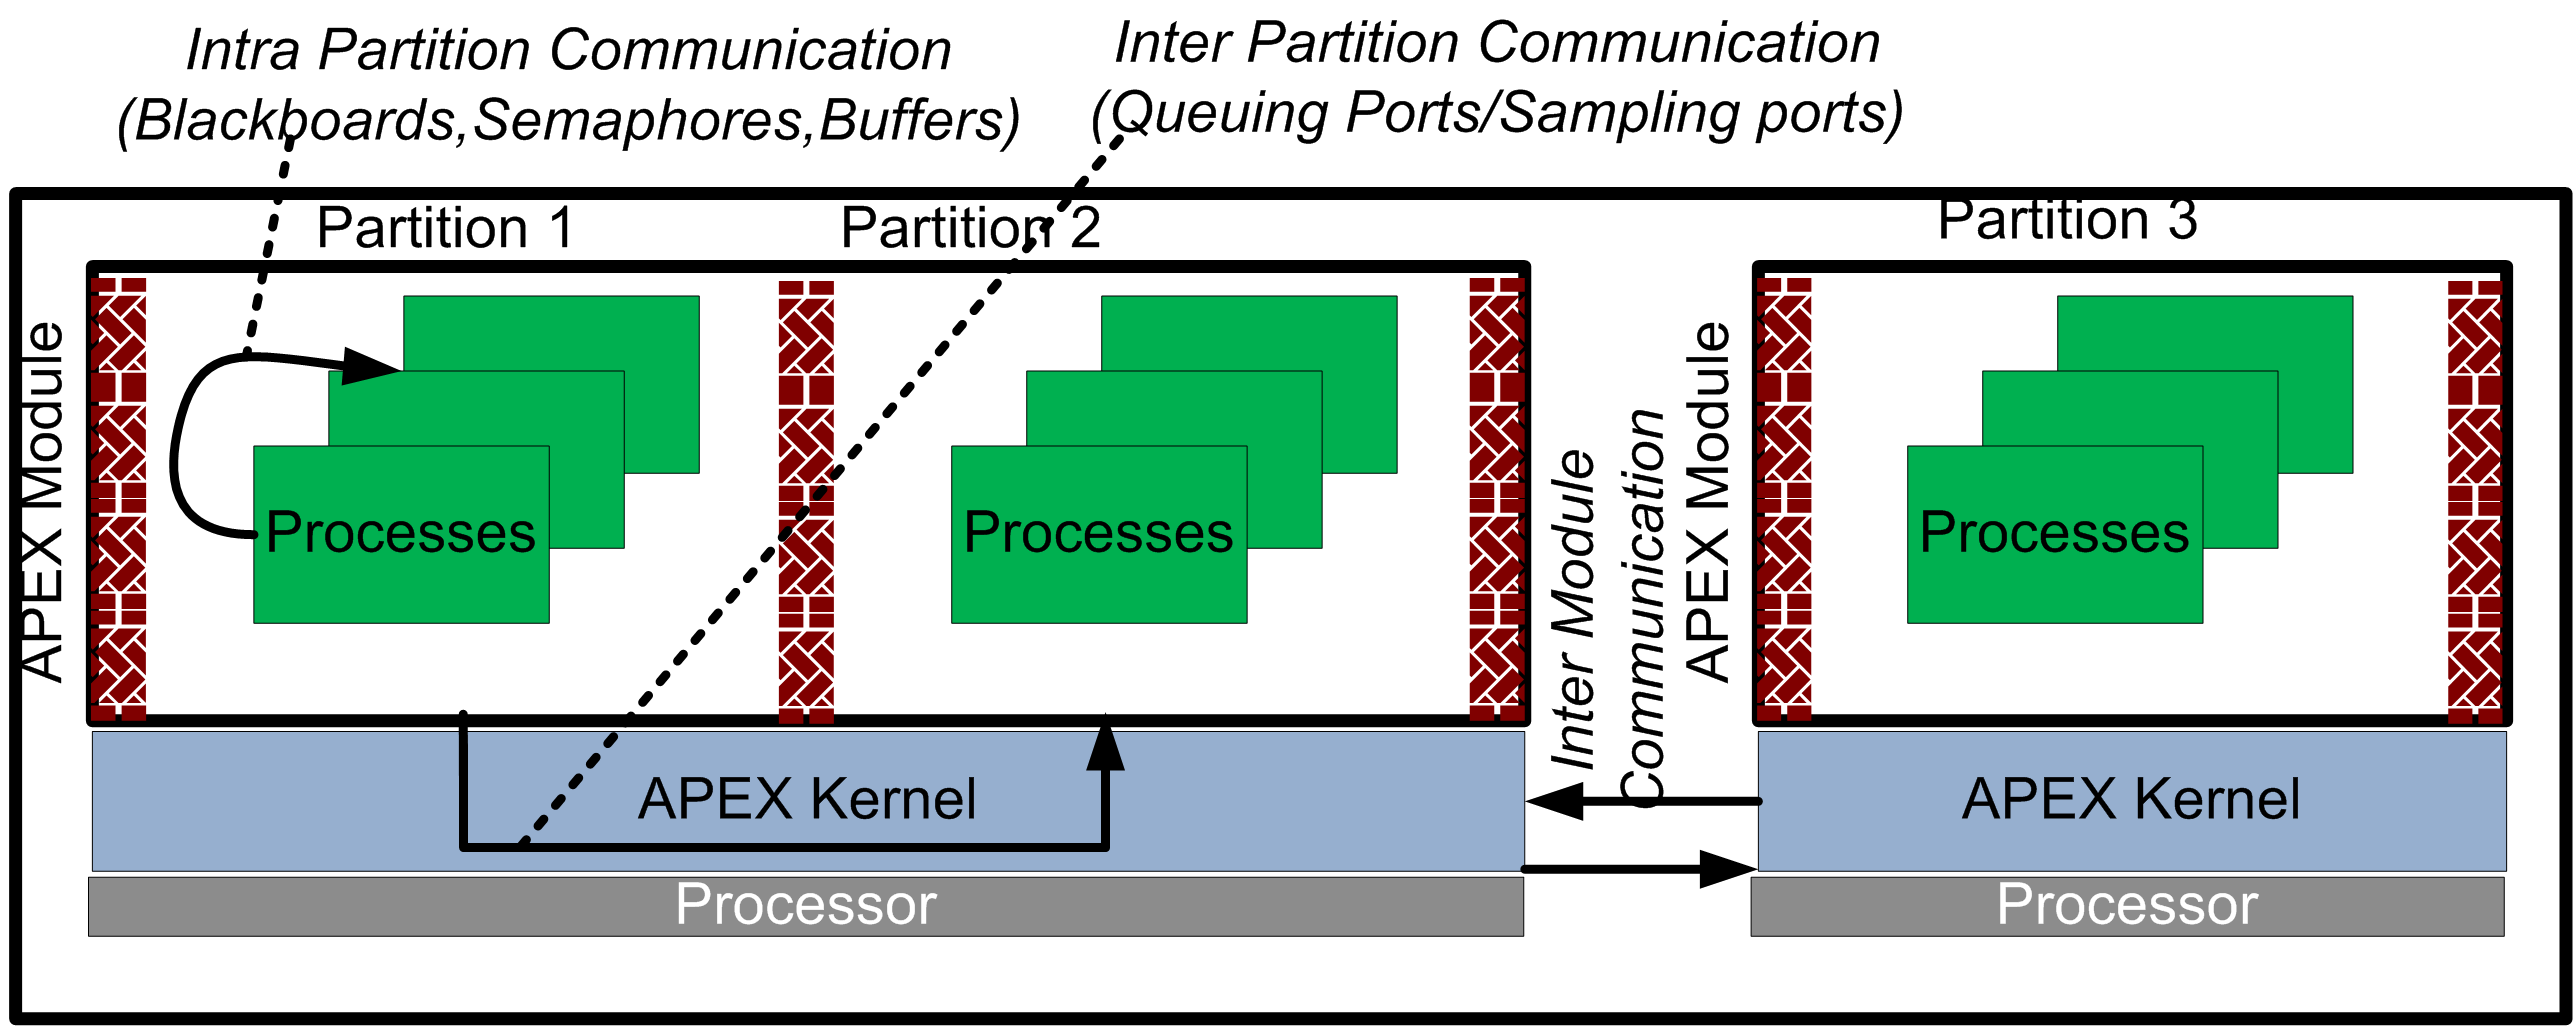 Intra Partition Communication
(Blackboards,Semaphores,Buffers)
Inter Partition Communication
(Queuing Ports/Sampling ports)
Partition 1
Partition 2
Partition 3
APEX Module
Processes
Processes
Inter Module
Communication
APEX Module
Processes
APEX Kernel
APEX Kernel
Processor
Processor